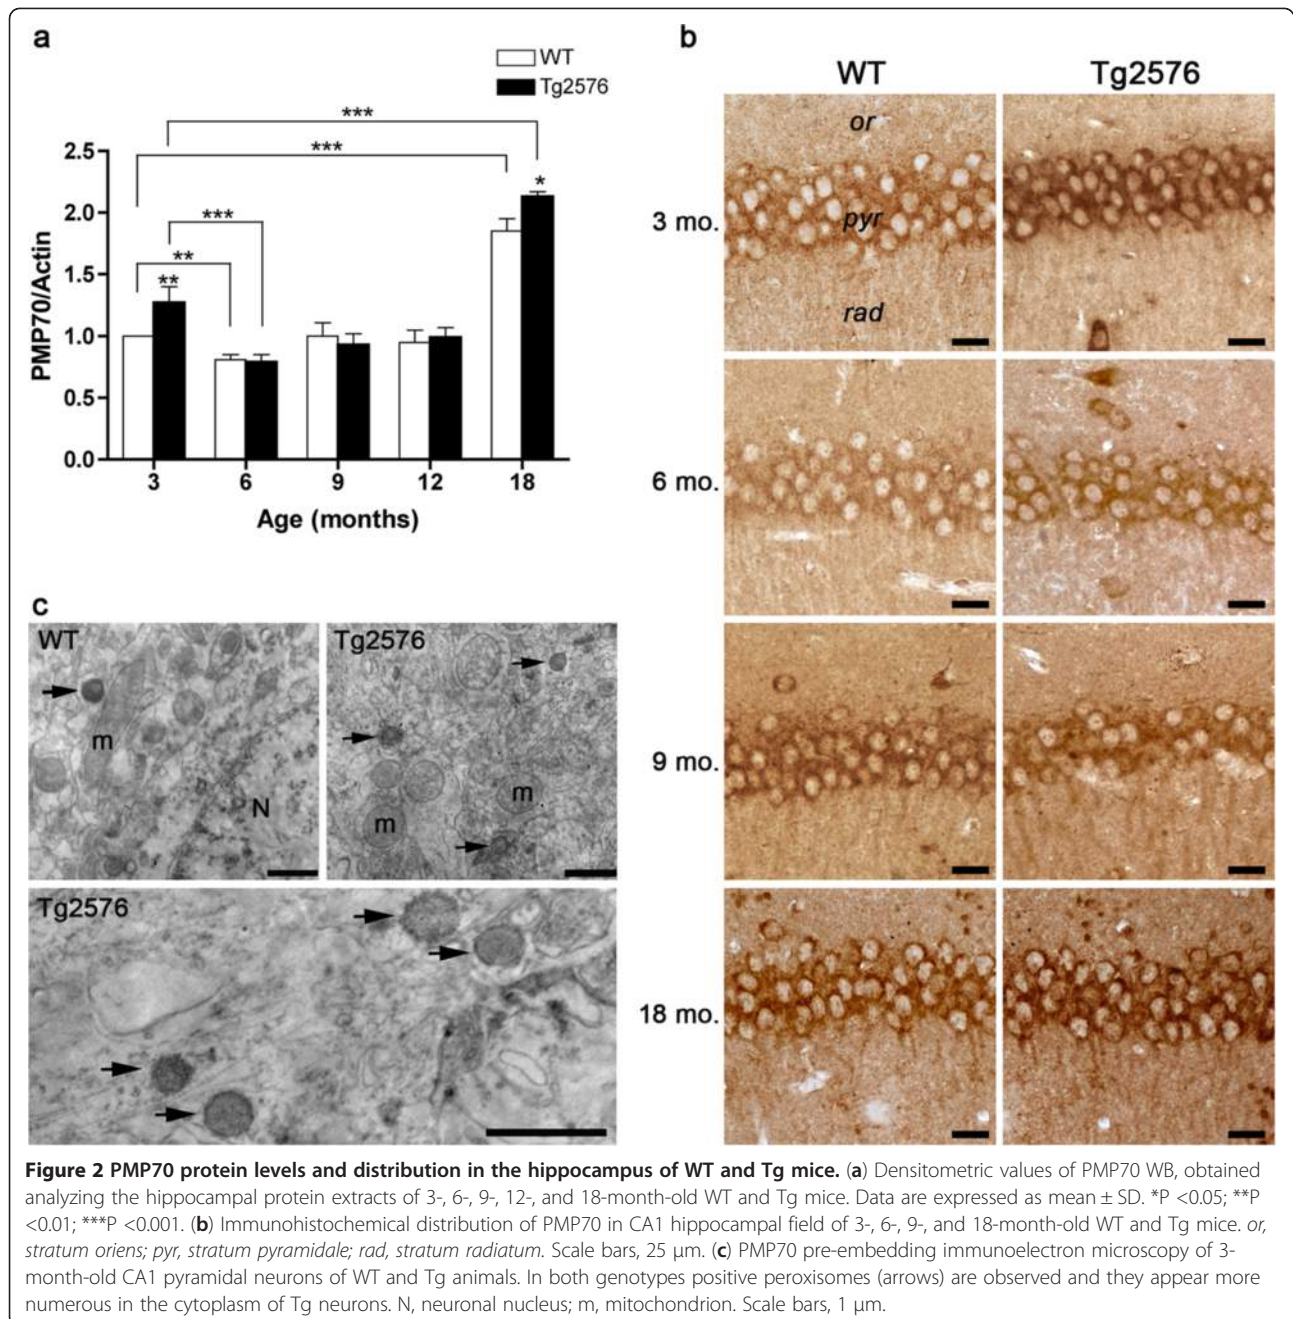 a
WT
Tg2576
***
***
***
**
**
*
2.5
2.0
1.5
1.0
0.5
0.0
PMP70/Actin
3 6 9 12 18
Age (months)
b
WT Tg2576
or
pyr
rad
3 mo.
6 mo.
9 mo.
18 mo.
c
WT
m
N
Tg2576
m
m
Tg2576
Figure 2 PMP70 protein levels and distribution in the hippocampus of WT and Tg mice. (a) Densitometric values of PMP70 WB, obtained
analyzing the hippocampal protein extracts of 3-, 6-, 9-, 12-, and 18-month-old WT and Tg mice. Data are expressed as mean ± SD. *P <0.05; **P
<0.01; ***P <0.001. (b) Immunohistochemical distribution of PMP70 in CA1 hippocampal field of 3-, 6-, 9-, and 18-month-old WT and Tg mice. or,
stratum oriens; pyr, stratum pyramidale; rad, stratum radiatum. Scale bars, 25 μm. (c) PMP70 pre-embedding immunoelectron microscopy of 3-
month-old CA1 pyramidal neurons of WT and Tg animals. In both genotypes positive peroxisomes (arrows) are observed and they appear more
numerous in the cytoplasm of Tg neurons. N, neuronal nucleus; m, mitochondrion. Scale bars, 1 μm.